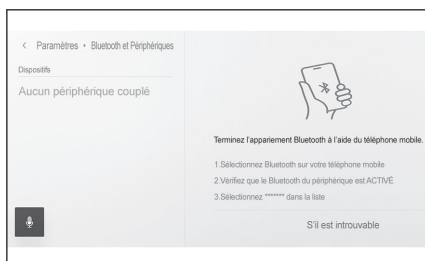 < Paramètres • Bluetooth et Périphériques
Dispositifs
Aucun périphérique couplé
Terminez l'appariement Bluetooth à l'aide du téléphone mobile.
1.Sélectionnez Bluetooth sur votre téléphone mobile
2.Vérifiez que le Bluetooth du périphérique est ACTIVÉ
3.Sélectionnez ******* dans la liste
S'il est introuvable